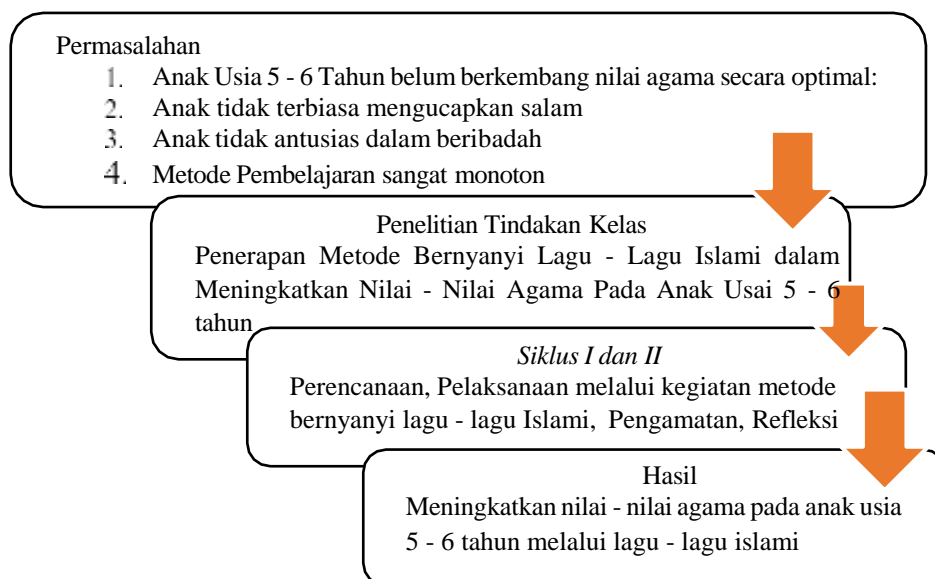 Permasalahan
1. Anak Usia 5 - 6 Tahun belum berkembang nilai agama secara optimal:
2. Anak tidak terbiasa mengucapkan salam
3. Anak tidak antusias dalam beribadah
4. Metode Pembelajaran sangat monoton
Penelitian Tindakan Kelas
Penerapan Metode Bernyanyi Lagu - Lagu Islami dalam
Meningkatkan Nilai - Nilai Agama Pada Anak Usai 5 - 6
tahun
Siklus I dan II
Perencanaan, Pelaksanaan melalui kegiatan metode
bernyanyi lagu - lagu Islami, Pengamatan, Refleksi
Hasil
Meningkatkan nilai - nilai agama pada anak usia
5 - 6 tahun melalui lagu - lagu islami